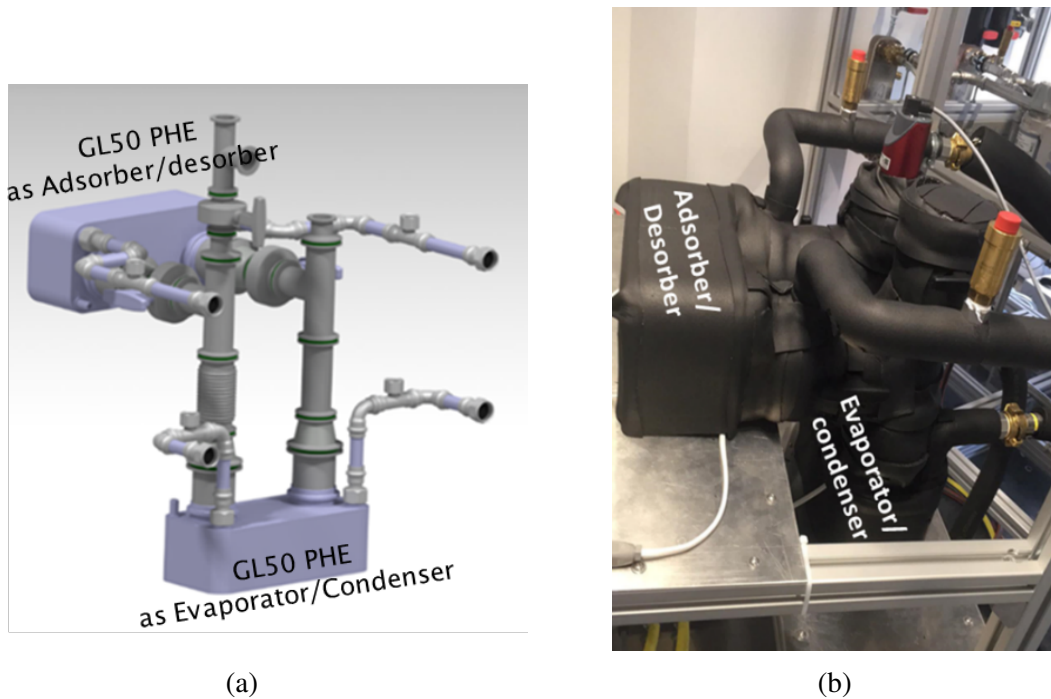 GL50 PHE
as Adsorber/desorber
GL50 PHE
as Evaporator/Condenser
Adsorber/
Desorber
Evaporator/
condenser
(a)
(b)